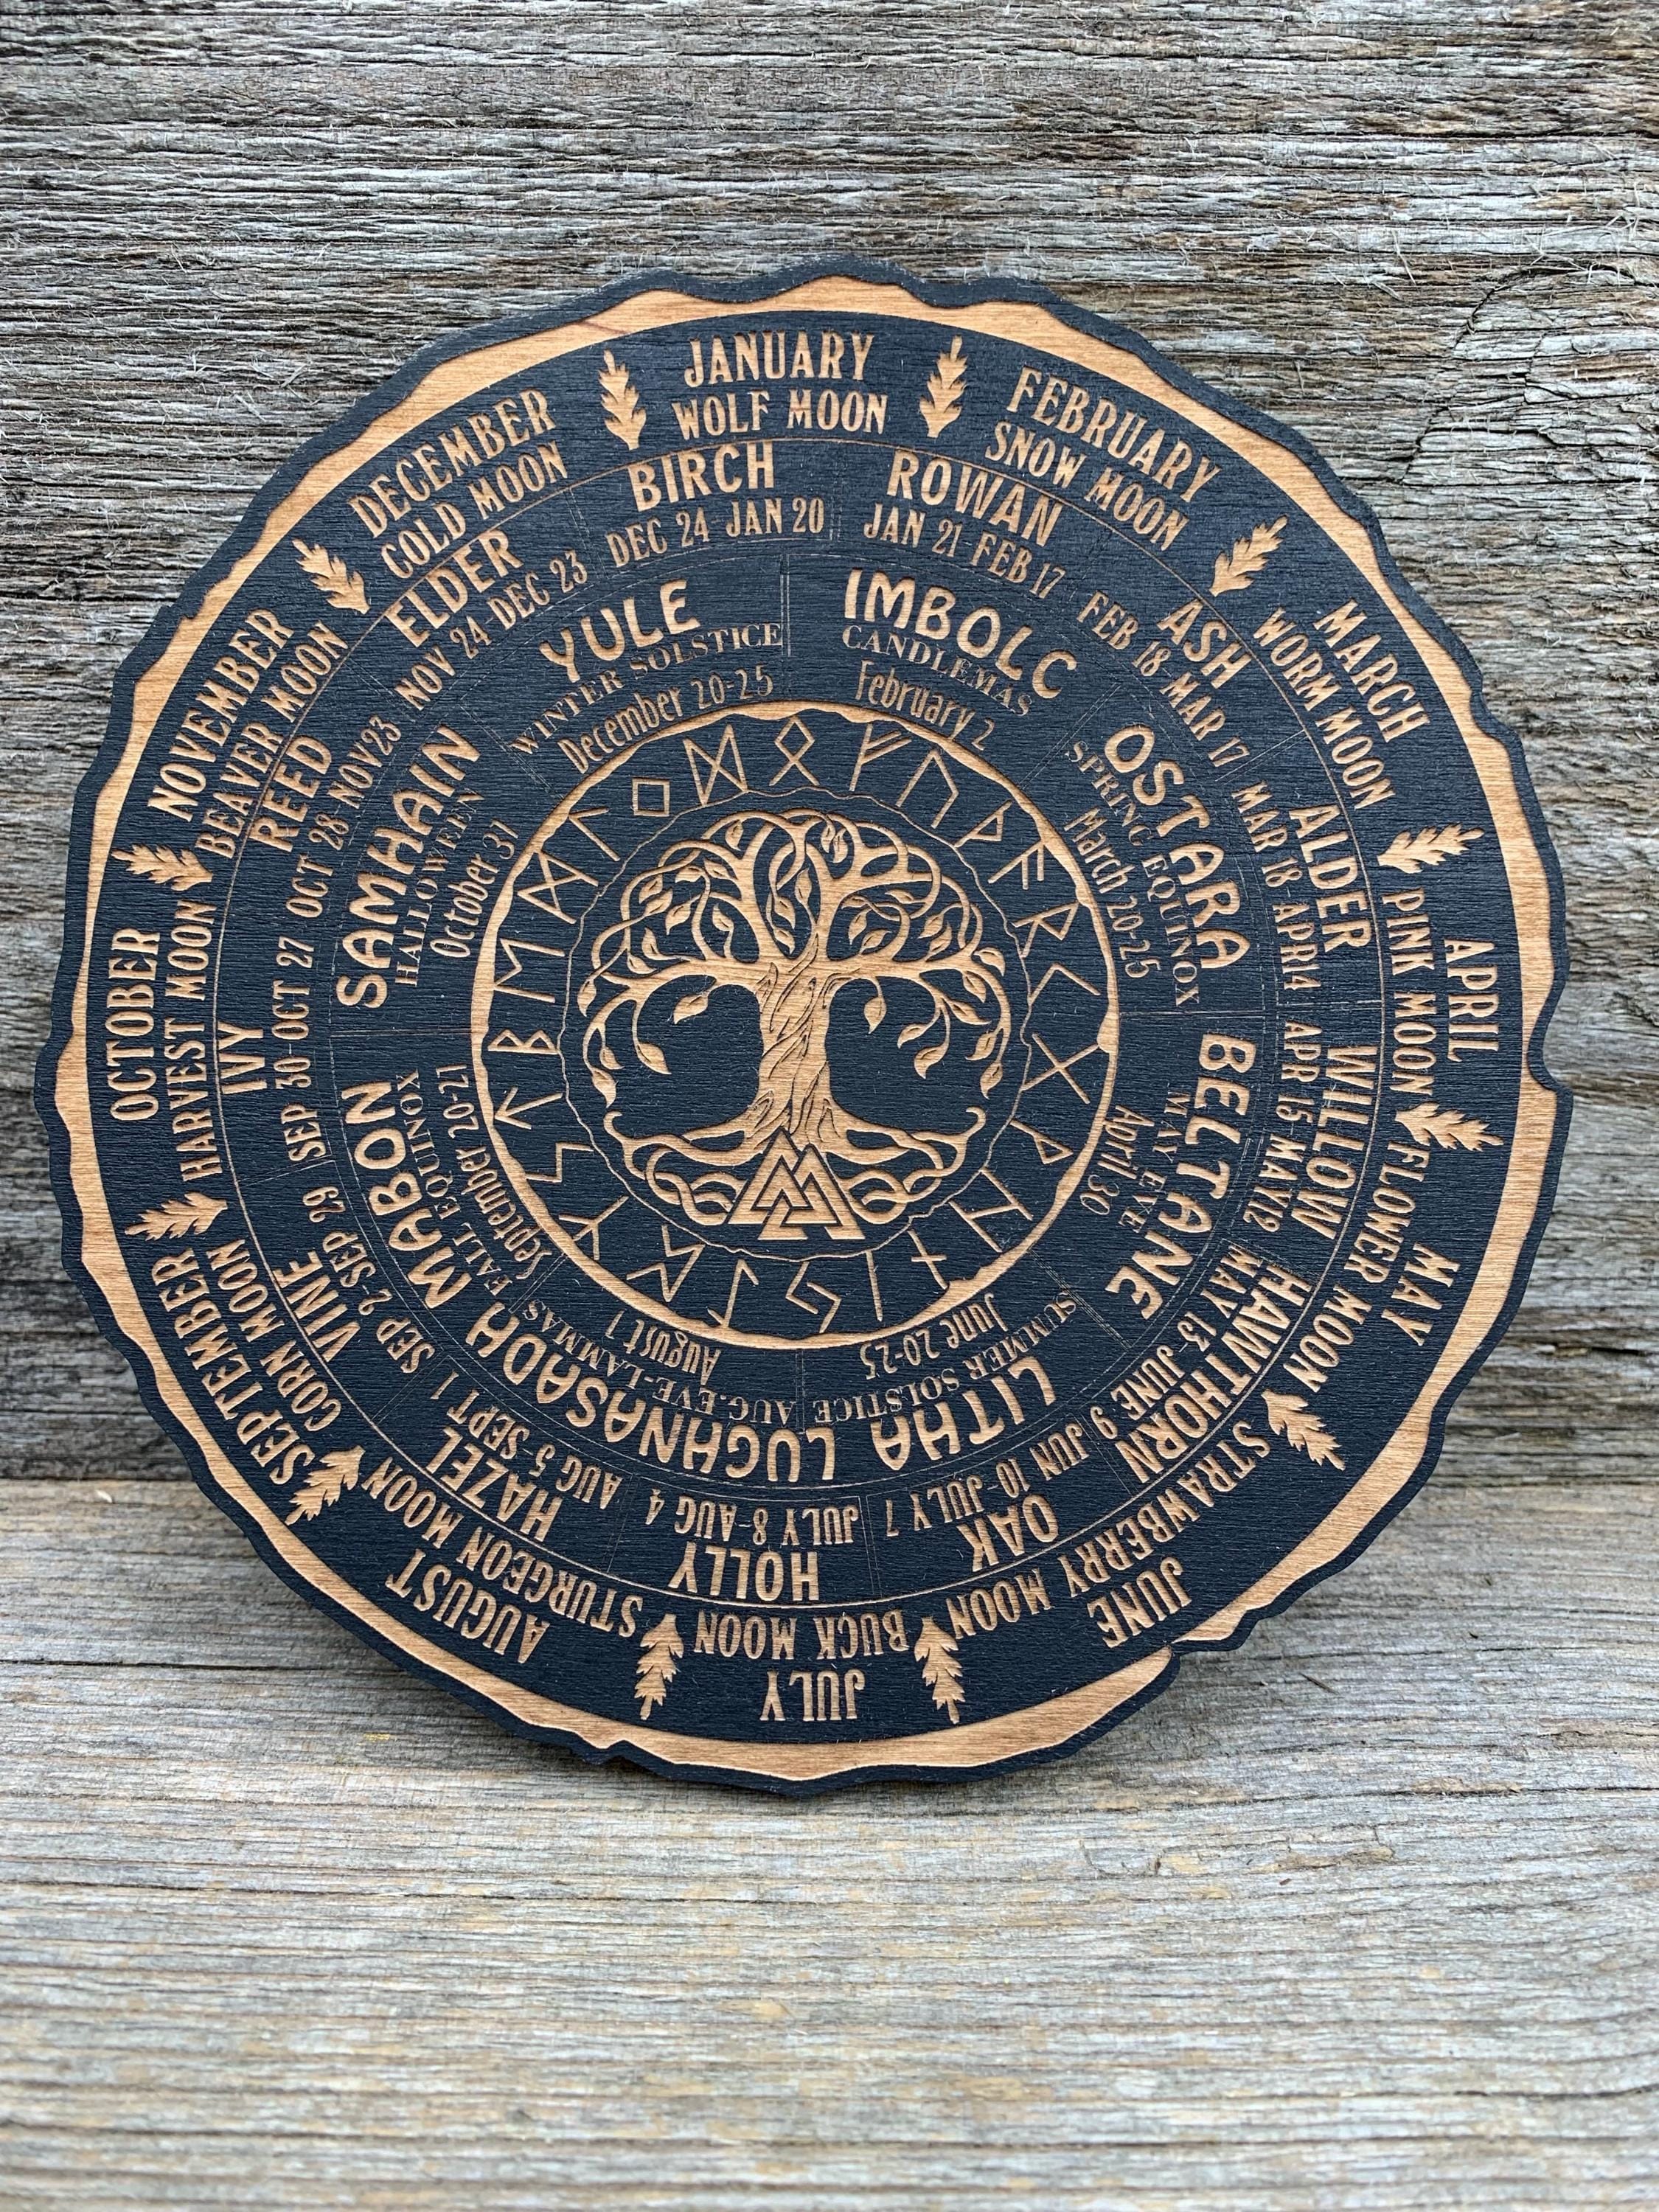 JANUARY
WOLF MOON
FEBRUARY
SNOW MOON
MARCH
WORM MOON
APRIL
PINK MOON
MAY
FLOWER MOON
JUNE
STRAWBERRY MOON
JULY
BUCK MOON
AUGUST
STURGEON MOON
SEPTEMBER
CORN MOON
OCTOBER
HARVEST MOON
NOVEMBER
BEAVER MOON
DECEMBER
COLD MOON
BIRCH
DEC 24-JAN 20
ROWAN
JAN 21-FEB 17
ASH
FEB 18 MAR 17
ALDER
MAR 18-APR14
WILLOW
APR 15 MAY12
HAWTHORN
MAY 13-JUNE 9
OAK
JUN 10-JULY 7
HOLLY
JULY 8-AUG 4
HAZEL
AUG 5-SEPT 1
VINE
SEP 2-SEP 29
IVY
SEP 30-OCT 27
REED
OCT 28 NOV23
ELDER
NOV 24-DEC 23
YULE
WINTER SOLSTICE
December 20-25
IMBOLC
CANDLEMAS
February 2
OSTARA
SPRING EQUINOX
March 20-25
BELTANE
MAY EVE
April 30
LITHA
SUMMER SOLSTICE
June 20-25
LUGHNASADH
AUG.EVE-LAMMAS
August 1
MABON
FALL EQUINOX
September 20-21
SAMHAIN
HALLOWEEN
October 31